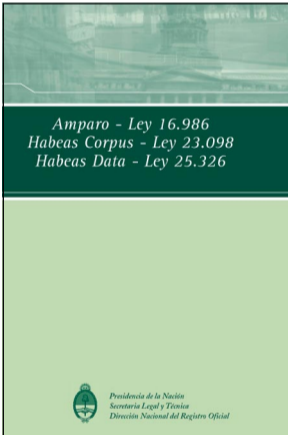 Amparo - Ley 16.986
Habeas Corpus - Ley 23.098
Habeas Data - Ley 25.326
Presidencia de la Nación
Secretaría Legal y Técnica
Dirección Nacional del Registro Oficial